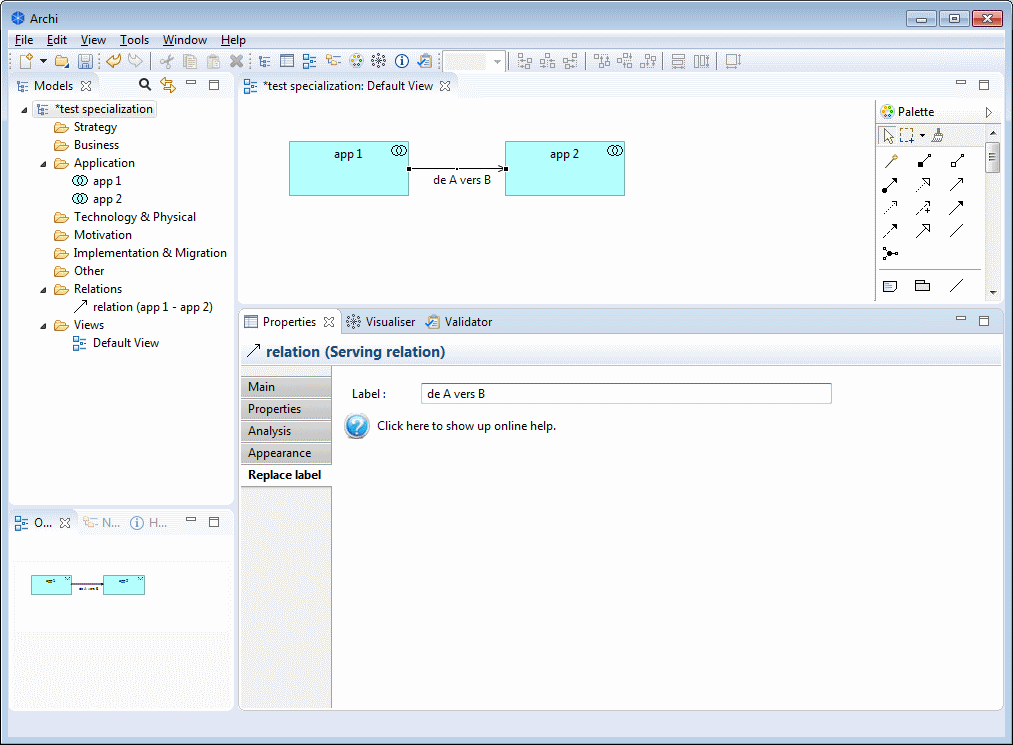 Archi
File Edit View Tools Window Help
Models
*test specialization
Strategy
Business
Application
app 1
app 2
Technology & Physical
Motivation
Implementation & Migration
Other
Relations
relation (app 1 - app 2)
Views
Default View
*test specialization: Default View
app 1
app 2
de A vers B
Palette
Properties Visualiser Validator
relation (Serving relation)
Main
Properties
Analysis
Appearance
Replace label
Label : de A vers B
Click here to show up online help.
O... N... H...